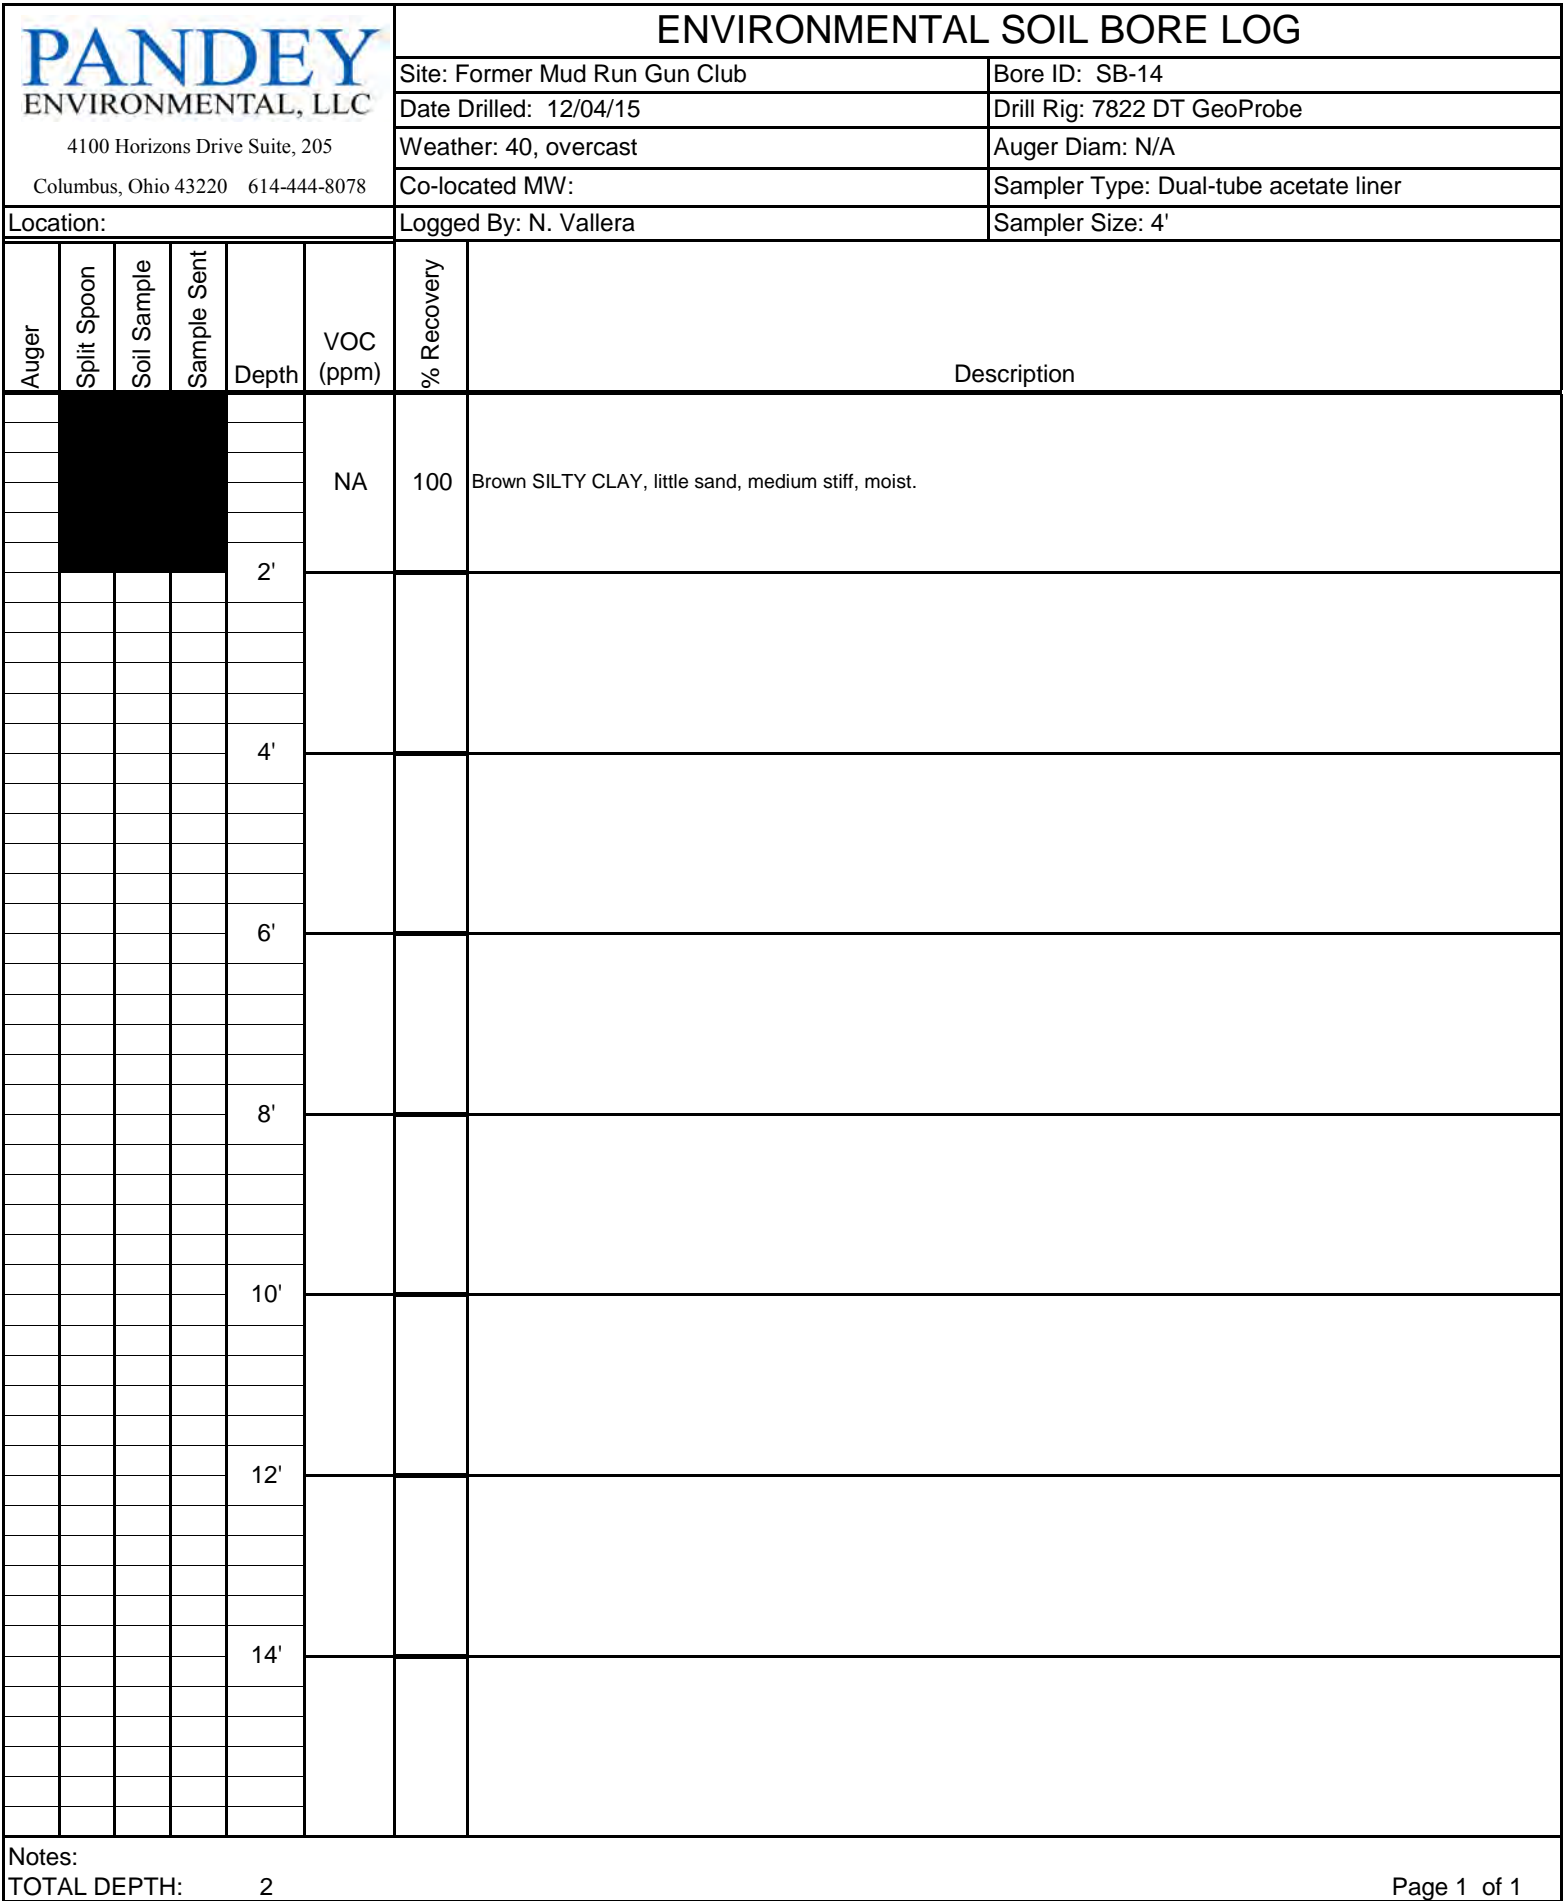 PANDEY
ENVIRONMENTAL, LLC
4100 Horizons Drive Suite, 205
Columbus, Ohio 43220 614-444-8078
Location:
ENVIRONMENTAL SOIL BORE LOG
Site: Former Mud Run Gun Club
Bore ID: SB-14
Date Drilled: 12/04/15
Drill Rig: 7822 DT GeoProbe
Weather: 40, overcast
Auger Diam: N/A
Co-located MW:
Sampler Type: Dual-tube acetate liner
Logged By: N. Vallera
Sampler Size: 4'
Auger
Split Spoon
Soil Sample
Sample Sent
Depth
VOC
(ppm)
% Recovery
Description
NA
100
Brown SILTY CLAY, little sand, medium stiff, moist.
2'
4'
6'
8'
10'
12'
14'
Notes:
TOTAL DEPTH: 2
Page 1 of 1